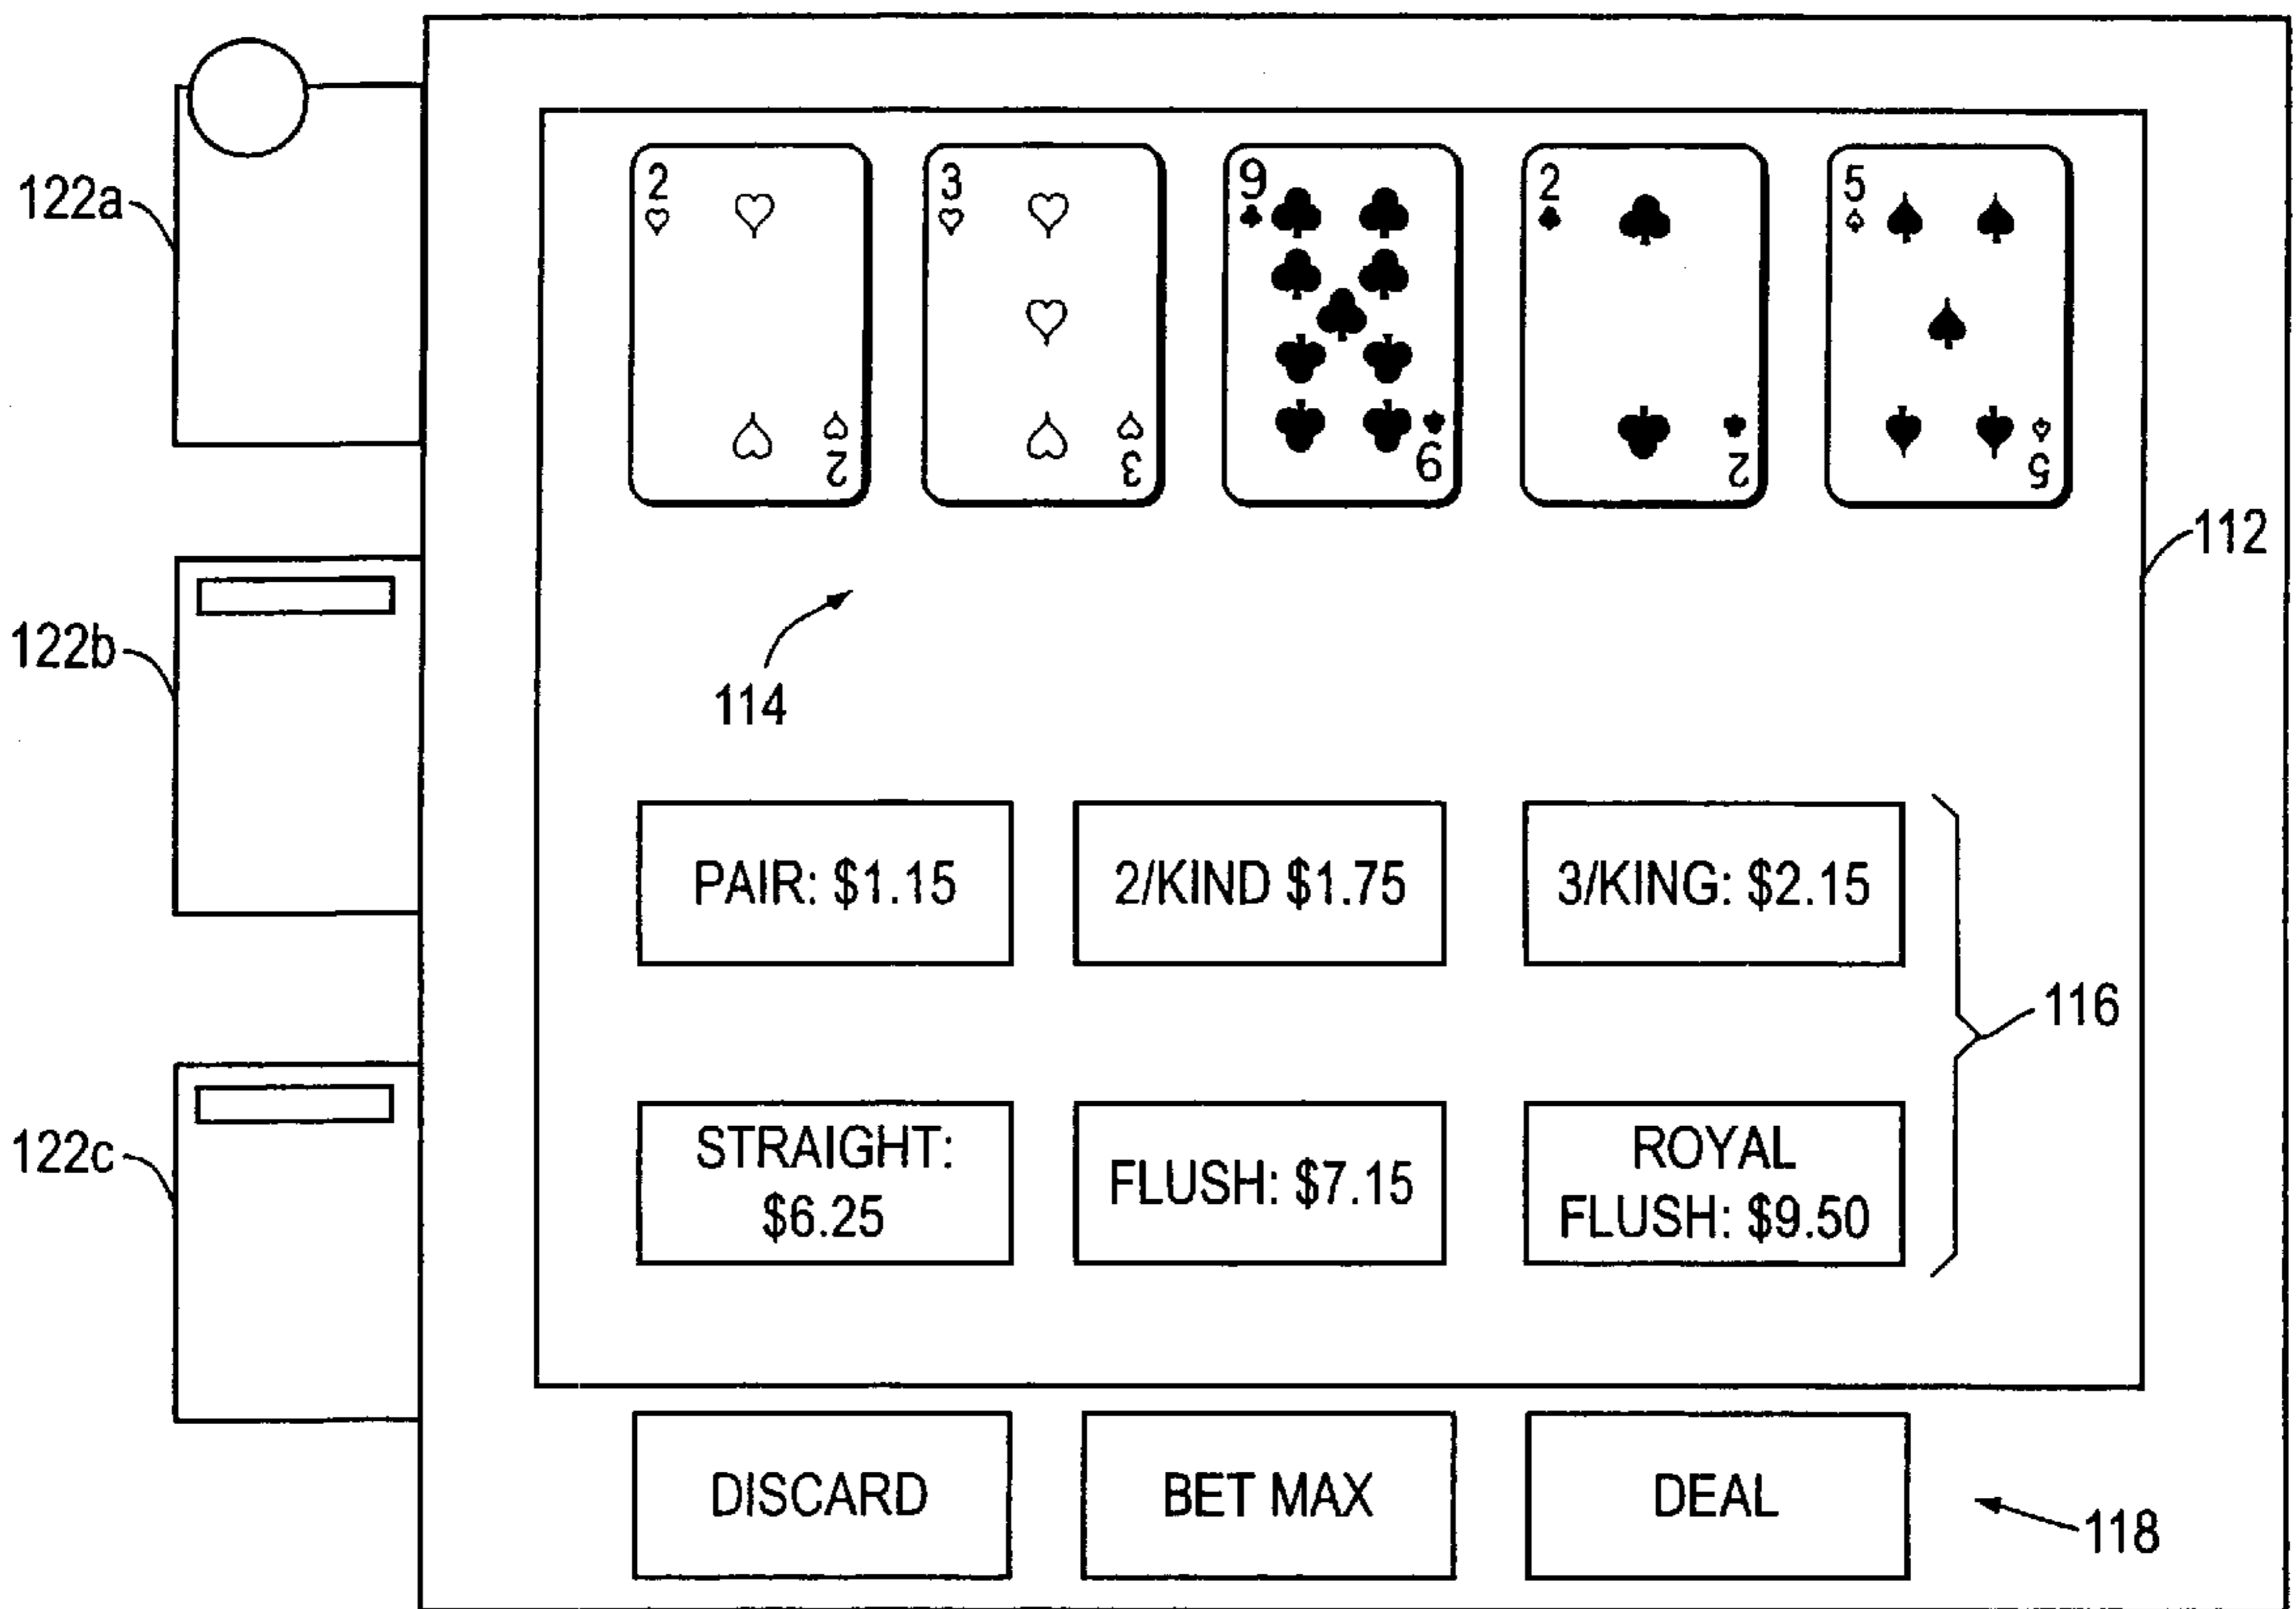 2 3 9 2 5
122a
2 3 9 2 5
112
122b
114
PAIR: $1.15
2/KIND $1.75
3/KING: $2.15
116
122c
STRAIGHT:
$6.25
FLUSH: $7.15
ROYAL
FLUSH: $9.50
DISCARD
BET MAX
DEAL
118